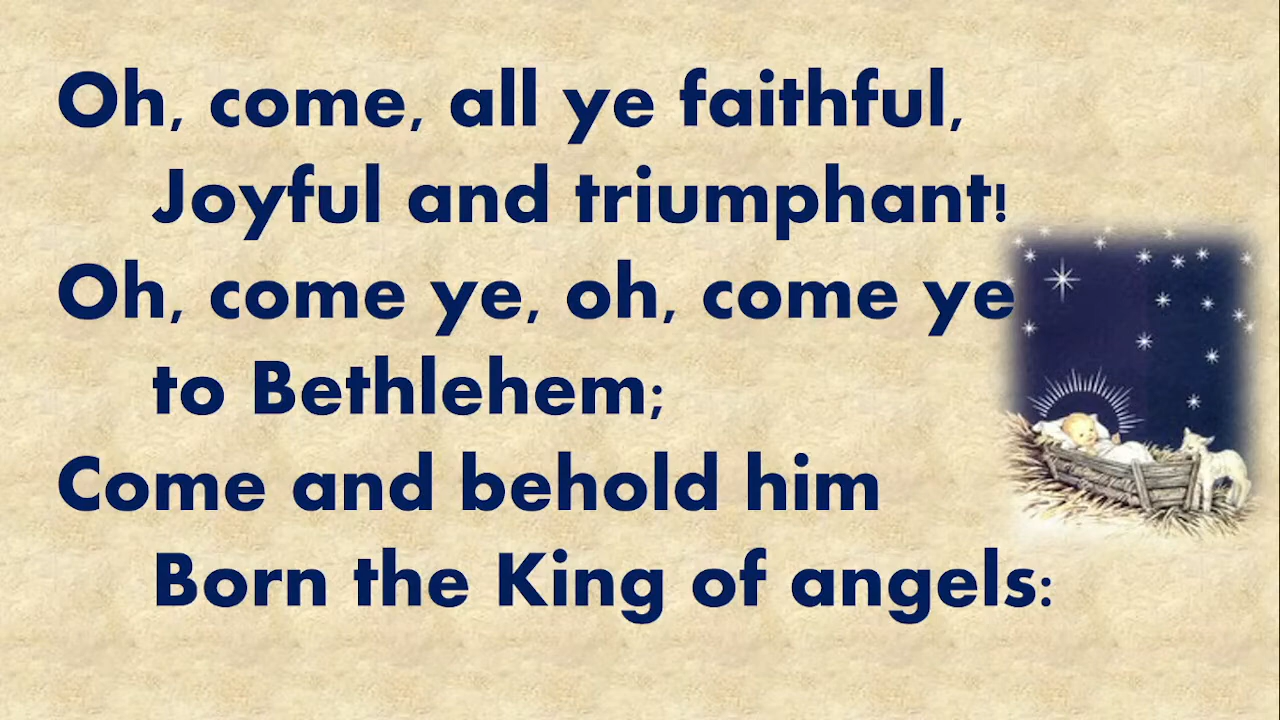 Oh, come, all ye faithful,
Joyful and triumphant!
Oh, come ye, oh, come ye
to Bethlehem;
Come and behold him
Born the King of angels: